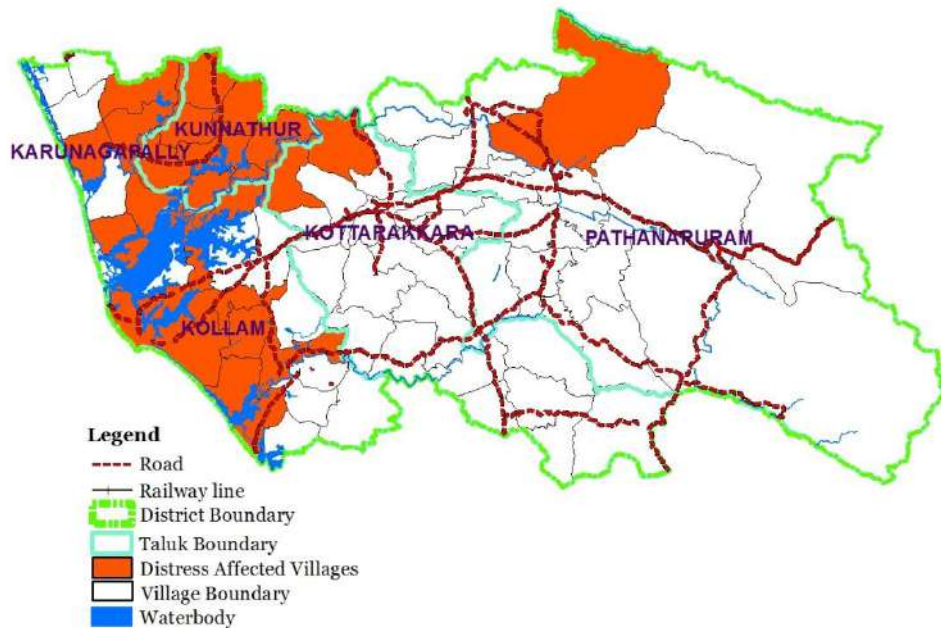 KUNNATHUR
KARUNAGAPALLY
KOTTARAKKARA
PATHANAPURAM
KOLLAM
Legend
Road
Railway line
District Boundary
Taluk Boundary
Distress Affected Villages
Village Boundary
Waterbody